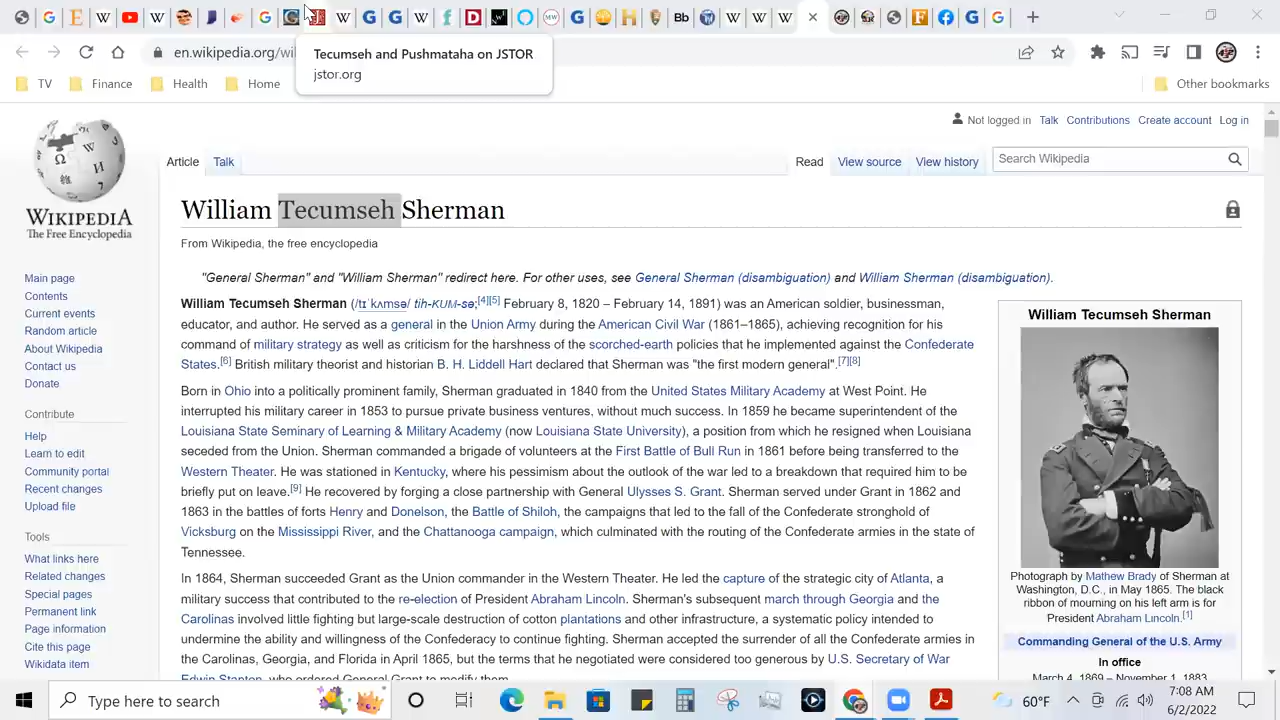 en.wikipedia.org/wi
Tecumseh and Pushmataha on JSTOR
jstor.org
TV
Finance
Health
Home
Other bookmarks
Not logged in
Talk
Contributions
Create account
Log in
Article
Talk
Read
View source
View history
Search Wikipedia
WIKIPEDIA
The Free Encyclopedia
William Tecumseh Sherman
From Wikipedia, the free encyclopedia
"General Sherman" and "William Sherman" redirect here. For other uses, see General Sherman (disambiguation) and William Sherman (disambiguation).
William Tecumseh Sherman (/tɪˈkʌmsə/ tih-KUM-sə;[4][5] February 8, 1820 – February 14, 1891) was an American soldier, businessman,
educator, and author. He served as a general in the Union Army during the American Civil War (1861–1865), achieving recognition for his
command of military strategy as well as criticism for the harshness of the scorched-earth policies that he implemented against the Confederate
States.[6] British military theorist and historian B. H. Liddell Hart declared that Sherman was "the first modern general".[7][8]
Born in Ohio into a politically prominent family, Sherman graduated in 1840 from the United States Military Academy at West Point. He
interrupted his military career in 1853 to pursue private business ventures, without much success. In 1859 he became superintendent of the
Louisiana State Seminary of Learning & Military Academy (now Louisiana State University), a position from which he resigned when Louisiana
seceded from the Union. Sherman commanded a brigade of volunteers at the First Battle of Bull Run in 1861 before being transferred to the
Western Theater. He was stationed in Kentucky, where his pessimism about the outlook of the war led to a breakdown that required him to be
briefly put on leave.[9] He recovered by forging a close partnership with General Ulysses S. Grant. Sherman served under Grant in 1862 and
1863 in the battles of forts Henry and Donelson, the Battle of Shiloh, the campaigns that led to the fall of the Confederate stronghold of
Vicksburg on the Mississippi River, and the Chattanooga campaign, which culminated with the routing of the Confederate armies in the state of
Tennessee.
In 1864, Sherman succeeded Grant as the Union commander in the Western Theater. He led the capture of the strategic city of Atlanta, a
military success that contributed to the re-election of President Abraham Lincoln. Sherman's subsequent march through Georgia and the
Carolinas involved little fighting but large-scale destruction of cotton plantations and other infrastructure, a systematic policy intended to
undermine the ability and willingness of the Confederacy to continue fighting. Sherman accepted the surrender of all the Confederate armies in
the Carolinas, Georgia, and Florida in April 1865, but the terms that he negotiated were considered too generous by U.S. Secretary of War
Edwin Stanton, who ordered General Grant to modify them.
William Tecumseh Sherman
Photograph by Mathew Brady of Sherman at
Washington, D.C., in May 1865. The black
ribbon of mourning on his left arm is for
President Abraham Lincoln.[1]
Commanding General of the U.S. Army
In office
March 4, 1869 – November 1, 1883
Main page
Contents
Current events
Random article
About Wikipedia
Contact us
Donate
Contribute
Help
Learn to edit
Community portal
Recent changes
Upload file
Tools
What links here
Related changes
Special pages
Permanent link
Page information
Cite this page
Wikidata item
Type here to search
60°F
7:08 AM
6/2/2022